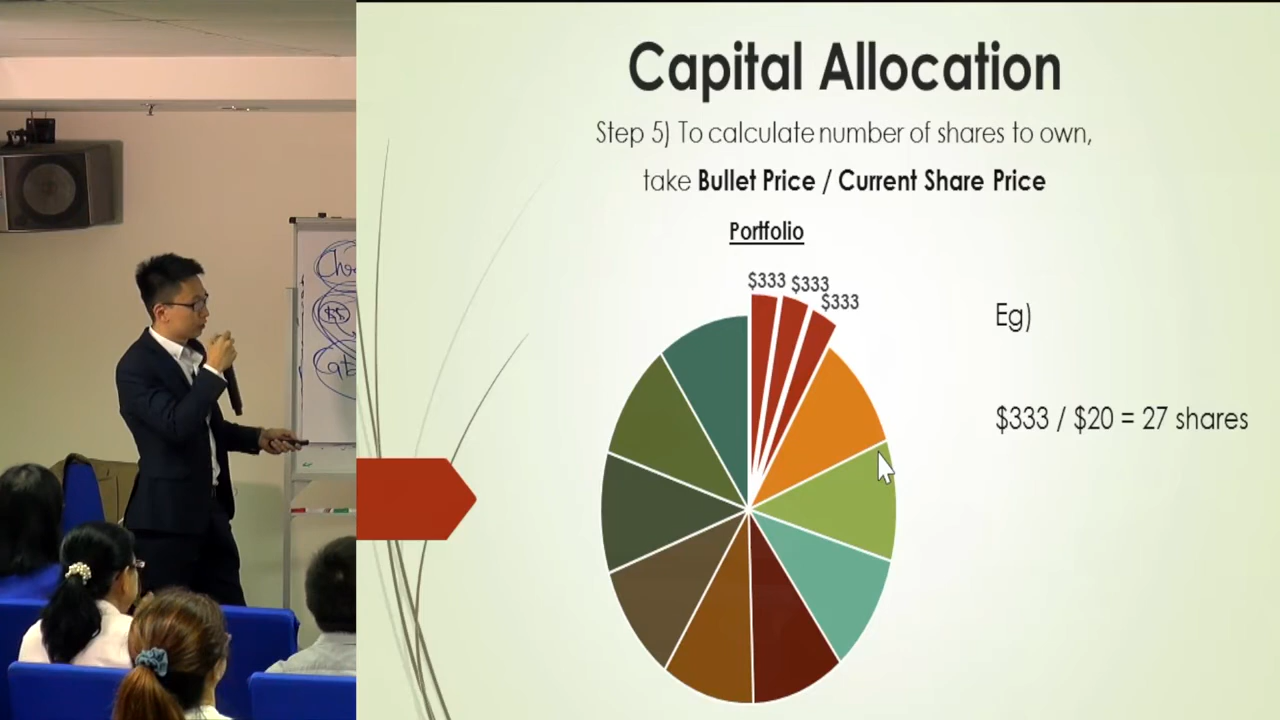 Capital Allocation
Step 5) To calculate number of shares to own,
take Bullet Price / Current Share Price
Portfolio
$333 $333
$333
Eg)
$333 / $20 = 27 shares
$$